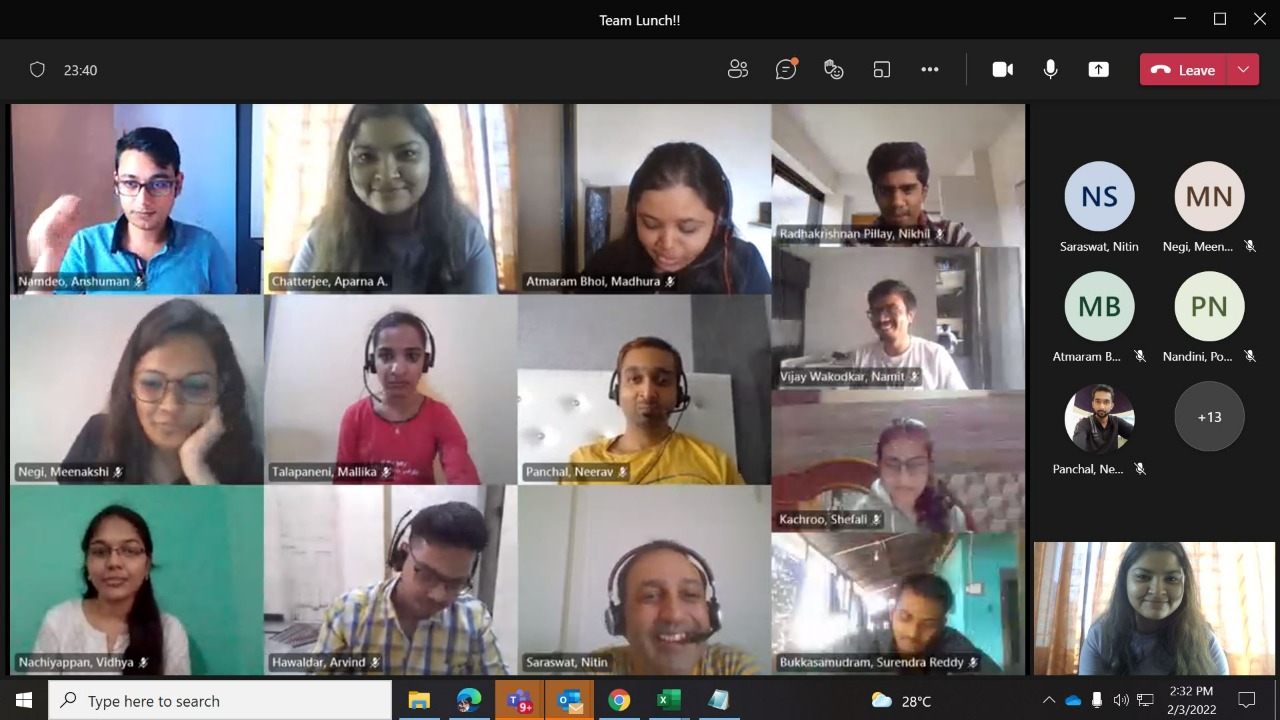 Team Lunch!!
23:40
Leave
Namdeo, Anshuman
Chatterjee, Aparna A.
Atmaram Bhoi, Madhura
Radhakrishnan Pillay, Nikhil
Vijay Wakodkar, Namit
Negi, Meenakshi
Talapaneni, Mallika
Panchal, Neerav
Kachroo, Shefali
Nachiyappan, Vidhya
Hawaldar, Arvind
Saraswat, Nitin
Bukkasamudram, Surendra Reddy
NS
MN
Saraswat, Nitin
Negi, Meen...
MB
PN
Atmaram B...
Nandini, Po...
+13
Panchal, Ne...
Type here to search
T
9+
28°C
2:32 PM
2/3/2022